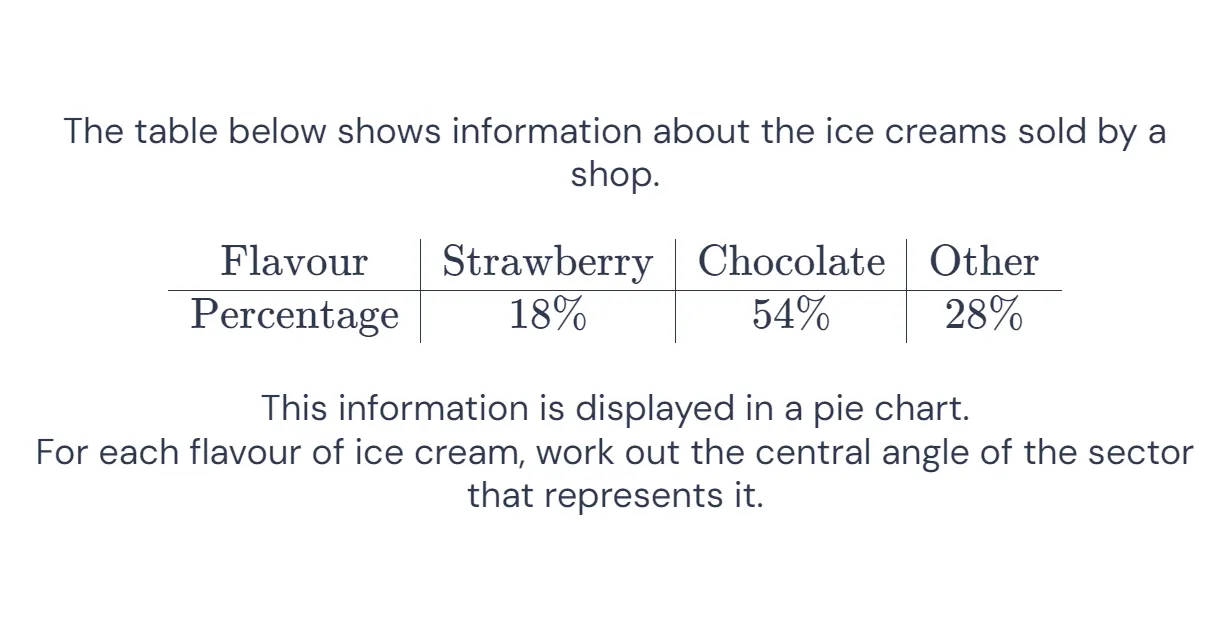 The table below shows information about the ice creams sold by a
shop.
Flavour Strawberry Chocolate Other
Percentage 18% 54% 28%
This information is displayed in a pie chart.
For each flavour of ice cream, work out the central angle of the sector
that represents it.